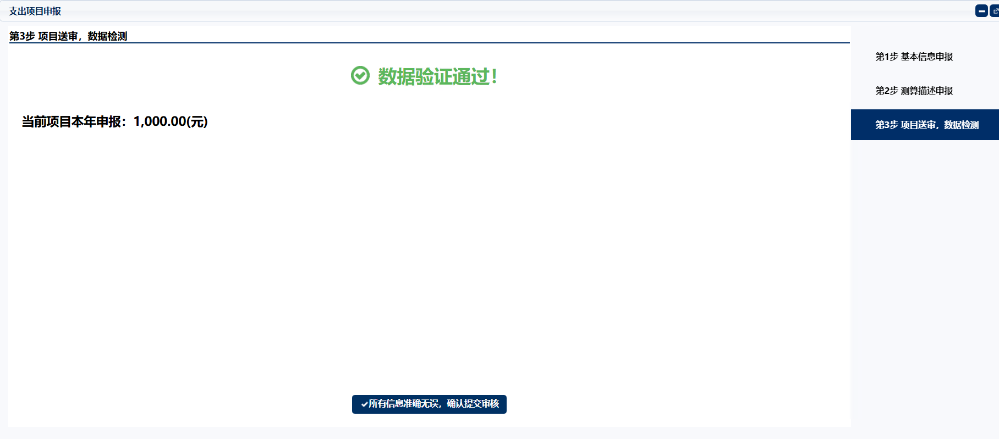 支出项目申报
第3步 项目送审，数据检测
数据验证通过！
当前项目本年申报：1,000.00(元)
所有信息准确无误，确认提交审核
第1步 基本信息申报
第2步 测算描述申报
第3步 项目送审，数据检测